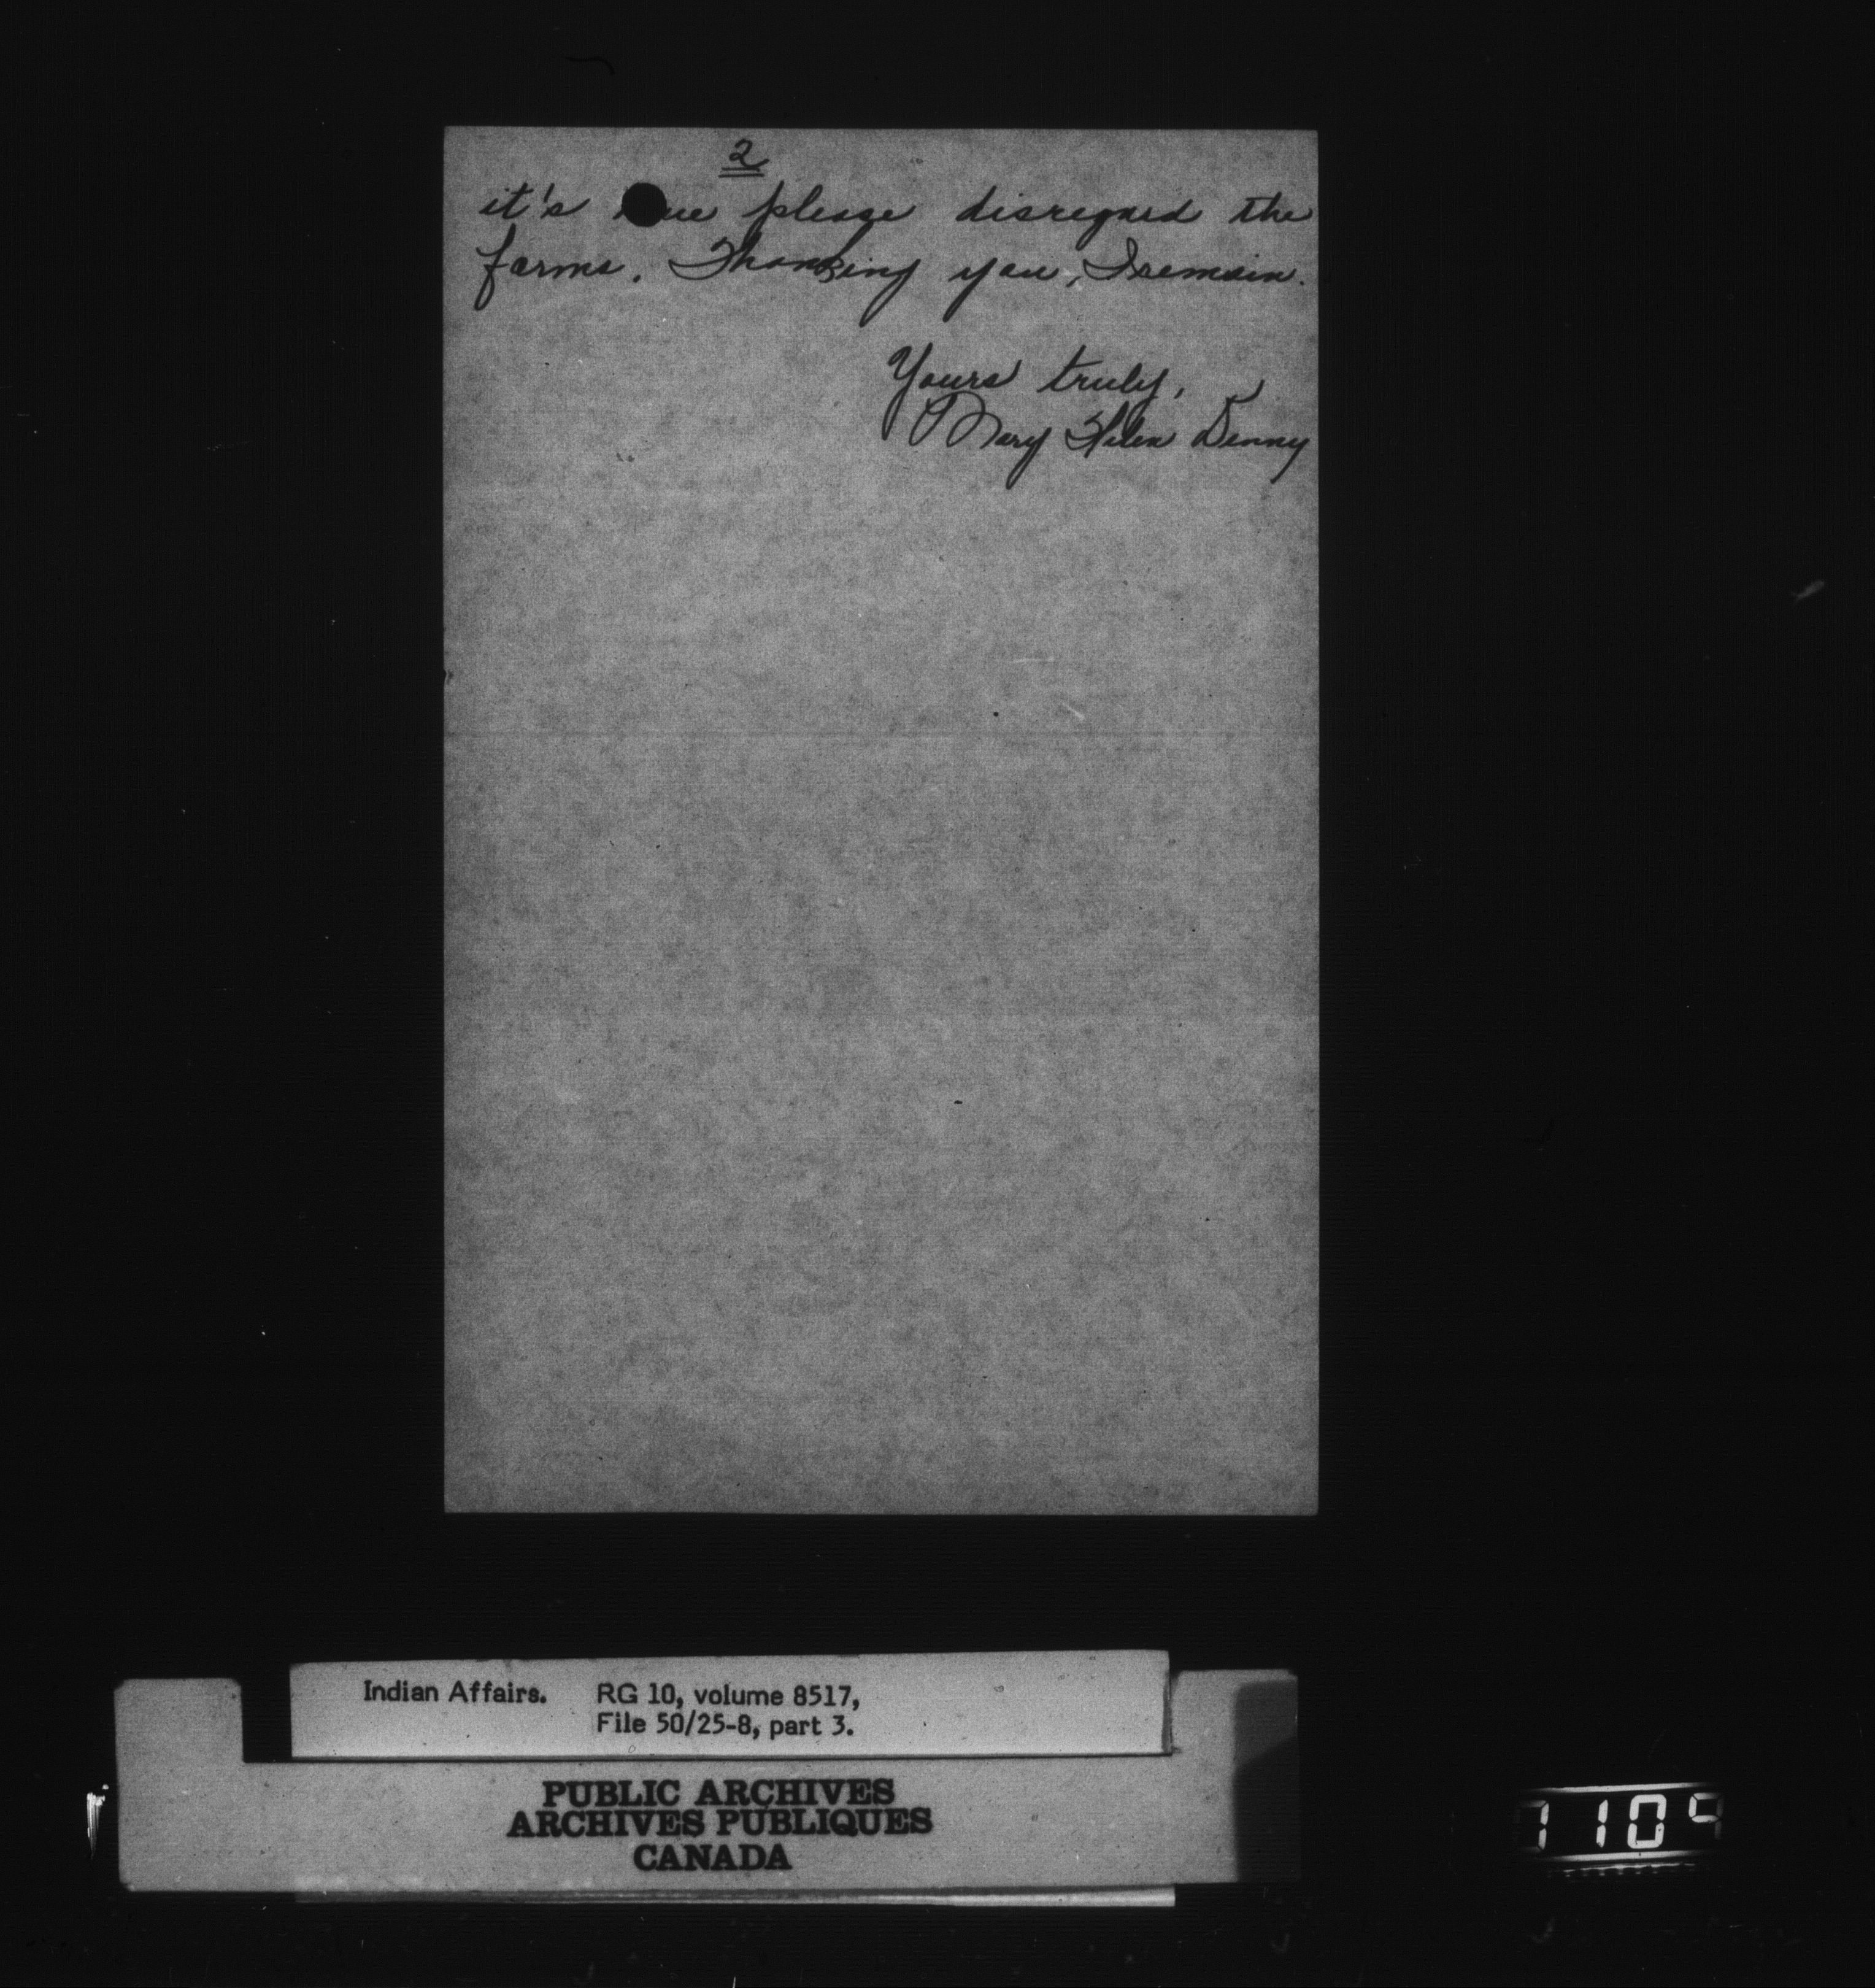 2
it's please disregard the
forms. Thanking you, I remain.
Yours truly,
Mary Helen Denny
Indian Affairs. RG 10, volume 8517,
File 50/25-8, part 3.
PUBLIC ARCHIVES
ARCHIVES PUBLIQUES
CANADA